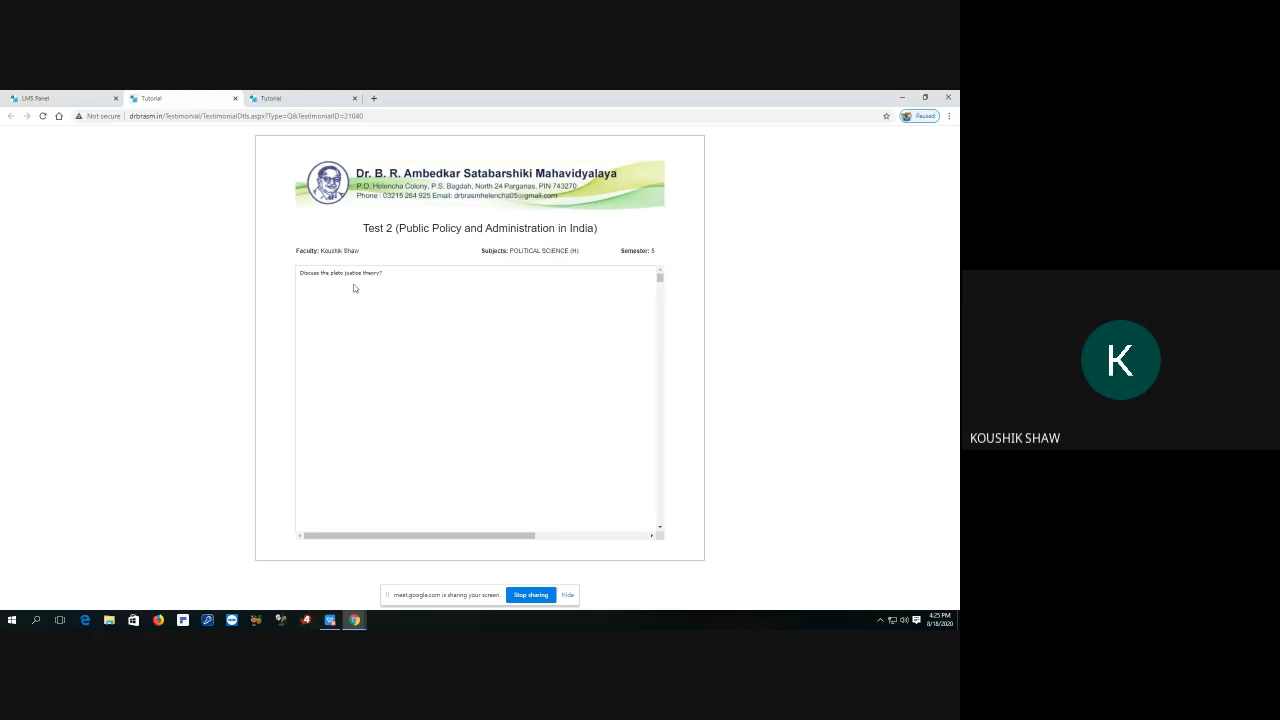 LMS Panel
Tutorial
Tutorial
Not secure
drbrasm.in/Testimonial/TestimonialDtls.aspx?Type=Q&TestimonialID=21040
Paused
Dr. B. R. Ambedkar Satabarshiki Mahavidyalaya
P.O. Helencha Colony, P.S. Bagdah, North 24 Parganas, PIN 743270
Phone : 03215 264 925 Email: drbrasmhelencha05@gmail.com
Test 2 (Public Policy and Administration in India)
Faculty: Koushik Shaw Subjects: POLITICAL SCIENCE (H) Semester: 5
Discuss the plato justice theory?
K
KOUSHIK SHAW
meet.google.com is sharing your screen. Stop sharing Hide
4:25 PM
8/18/2020